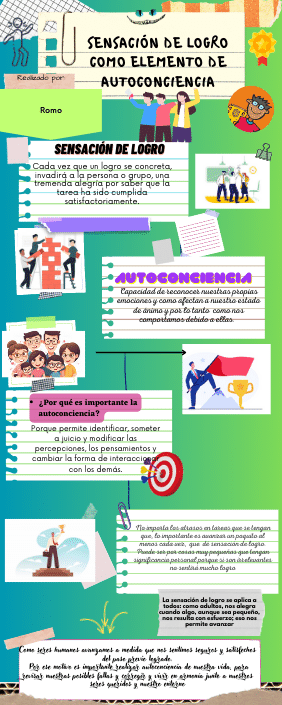 SENSACIÓN DE LOGRO
COMO ELEMENTO DE
AUTOCONCIENCIA
Realizado por:
Romo
SENSACIÓN DE LOGRO
Cada vez que un logro se concreta,
invadirá a la persona o grupo, una
tremenda alegría por saber que la
tarea ha sido cumplida
satisfactoriamente.
AUTOCONCIENCIA
Capacidad de reconocer nuestras propias
emociones y como afectan a nuestro estado
de ánimo y por lo tanto como nos
comportamos debido a ellas.
• ¿Por qué es importante la
autoconciencia?
Porque permite identificar, someter
a juicio y modificar las
percepciones, los pensamientos y
cambiar la forma de interaccionar
con los demás.
No importa los atrasos en tareas que se tengan
que, lo importante es avanzar un poquito al
menos cada vez, que dé sensación de logro.
Puede ser por cosas muy pequeñas que tengan
significancia personal porque si son irrelevantes
no sentirá mucho logro.
La sensación de logro se aplica a
todos: como adultos, nos alegra
cuando algo, aunque sea pequeño,
nos resulta con esfuerzo; eso nos
permite avanzar
Como seres humanos avanzamos a medida que nos sentimos seguros y satisfechos
del paso previo logrado.
Por ese motivo es importante realizar autoconciencia de nuestra vida, para
revisar nuestras posibles fallas y corregir y vivir en armonía junto a nuestros
seres queridos y nuestro entorno